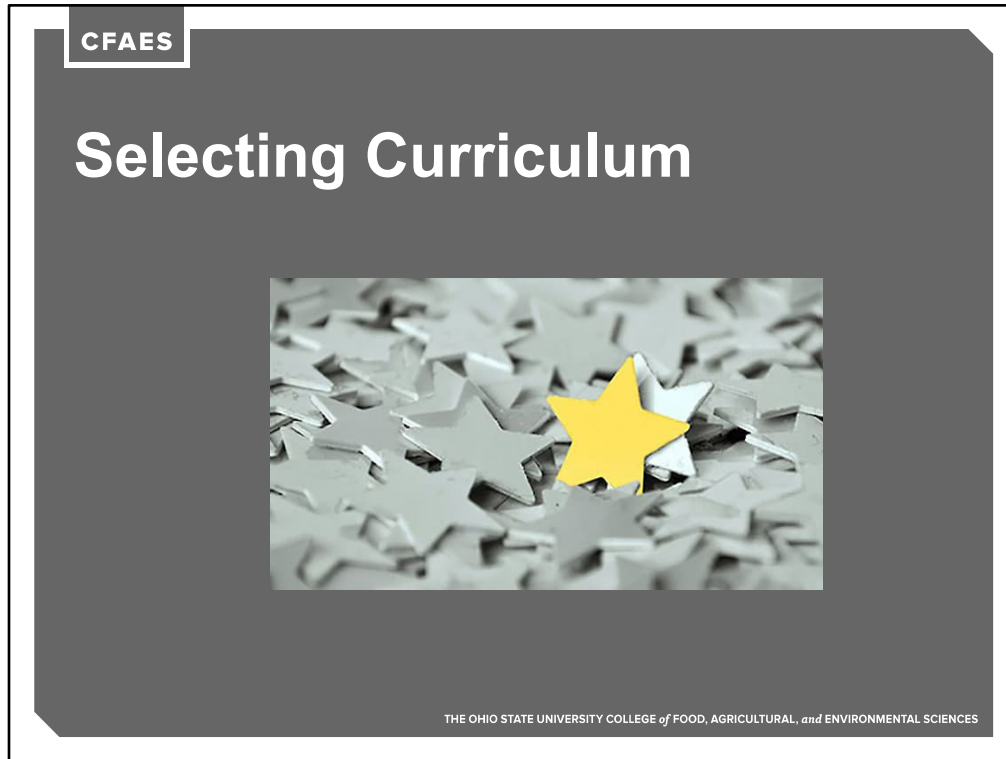 CFAES
Selecting Curriculum
THE OHIO STATE UNIVERSITY COLLEGE of FOOD, AGRICULTURAL, and ENVIRONMENTAL SCIENCES